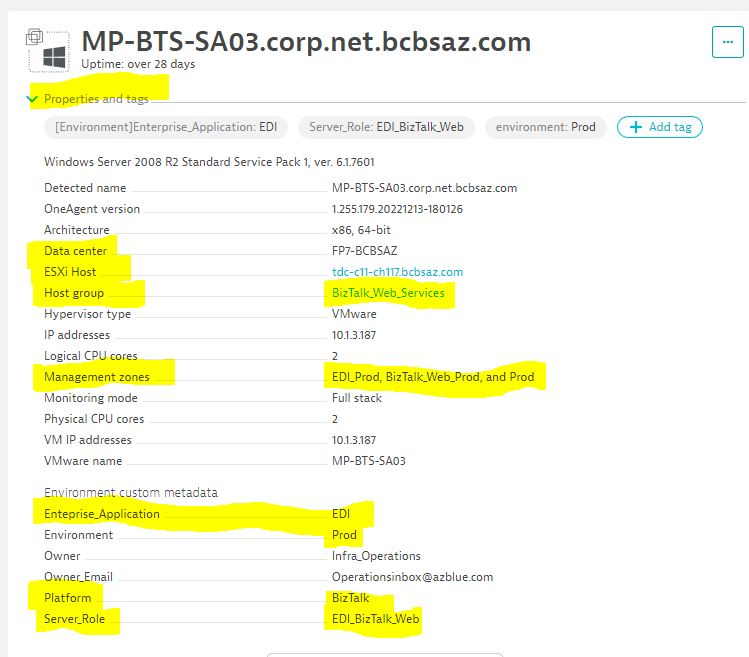 MP-BTS-SA03.corp.net.bcbsaz.com
Uptime: over 28 days
...
Properties and tags
[Environment]Enterprise_Application: EDI Server_Role: EDI_BizTalk_Web environment: Prod + Add tag
Windows Server 2008 R2 Standard Service Pack 1, ver. 6.1.7601
Detected name MP-BTS-SA03.corp.net.bcbsaz.com
OneAgent version 1.255.179.20221213-180126
Architecture x86, 64-bit
Data center FP7-BCBSAZ
ESXi Host tdc-c11-ch117.bcbsaz.com
Host group BizTalk_Web_Services
Hypervisor type VMware
IP addresses 10.1.3.187
Logical CPU cores 2
Management zones EDI_Prod, BizTalk_Web_Prod, and Prod
Monitoring mode Full stack
Physical CPU cores 2
VM IP addresses 10.1.3.187
VMware name MP-BTS-SA03
Environment custom metadata
Enteprise_Application EDI
Environment Prod
Owner Infra_Operations
Owner_Email Operationsinbox@azblue.com
Platform BizTalk
Server_Role EDI_BizTalk_Web